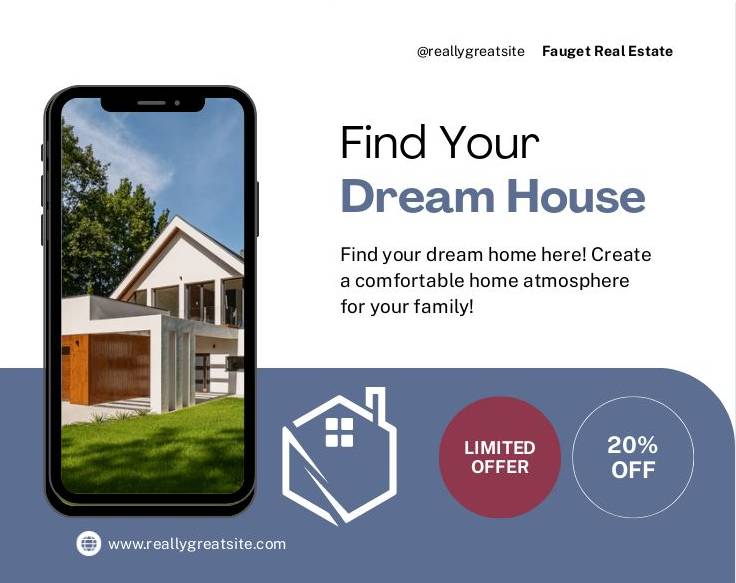 @reallygreatsite Fauget Real Estate
Find Your
Dream House
Find your dream home here! Create
a comfortable home atmosphere
for your family!
LIMITED
OFFER
20%
OFF
www.reallygreatsite.com